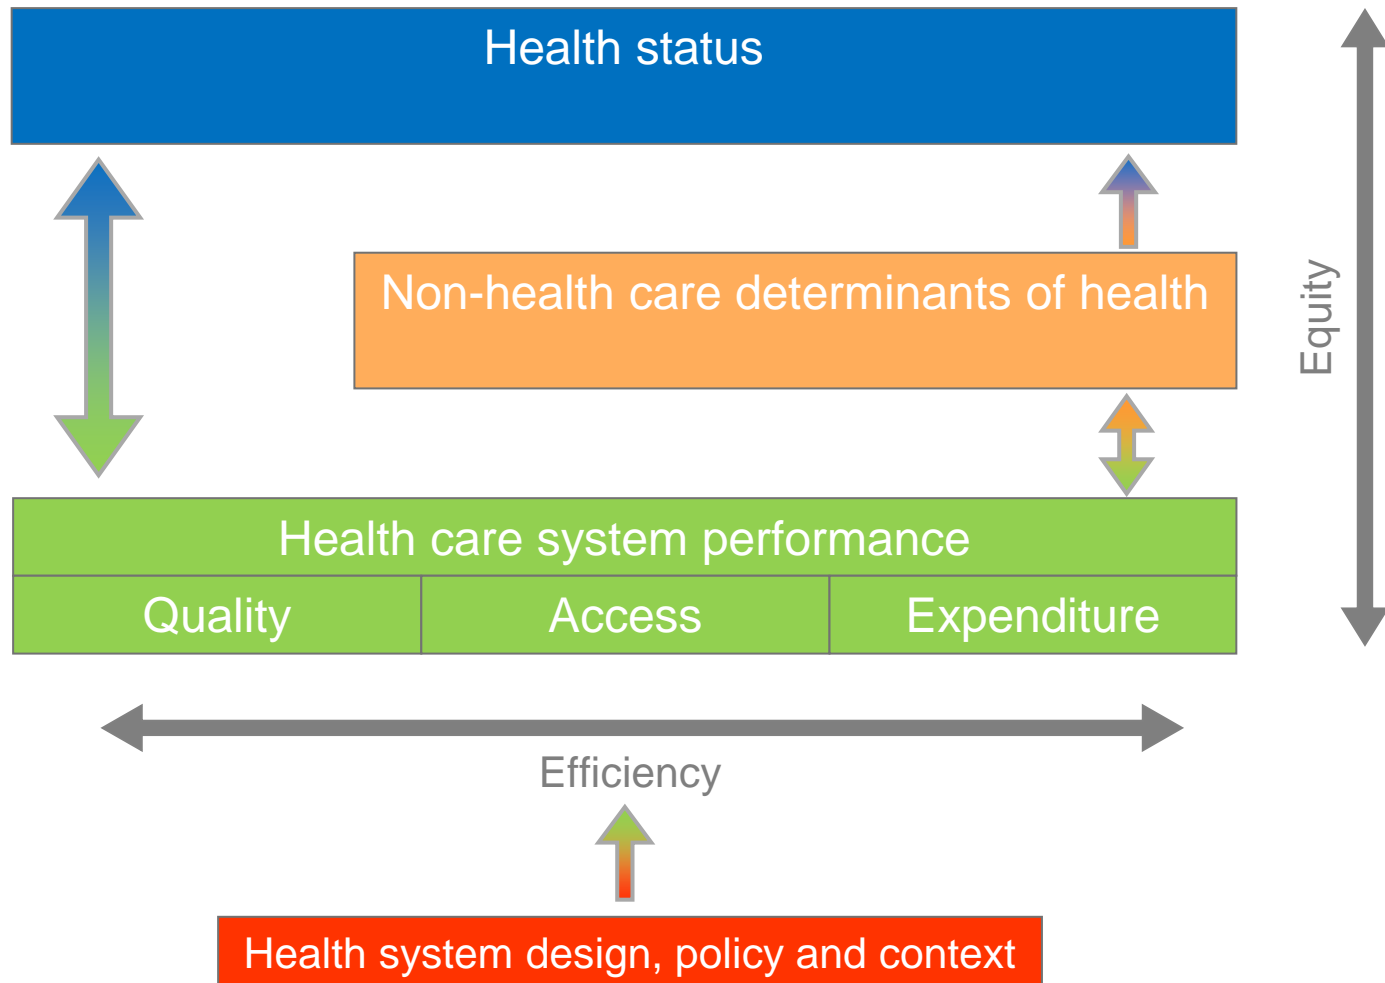 Health status
Non-health care determinants of health
Equity
Health care system performance
Quality
Access
Expenditure
Efficiency
Health system design, policy and context